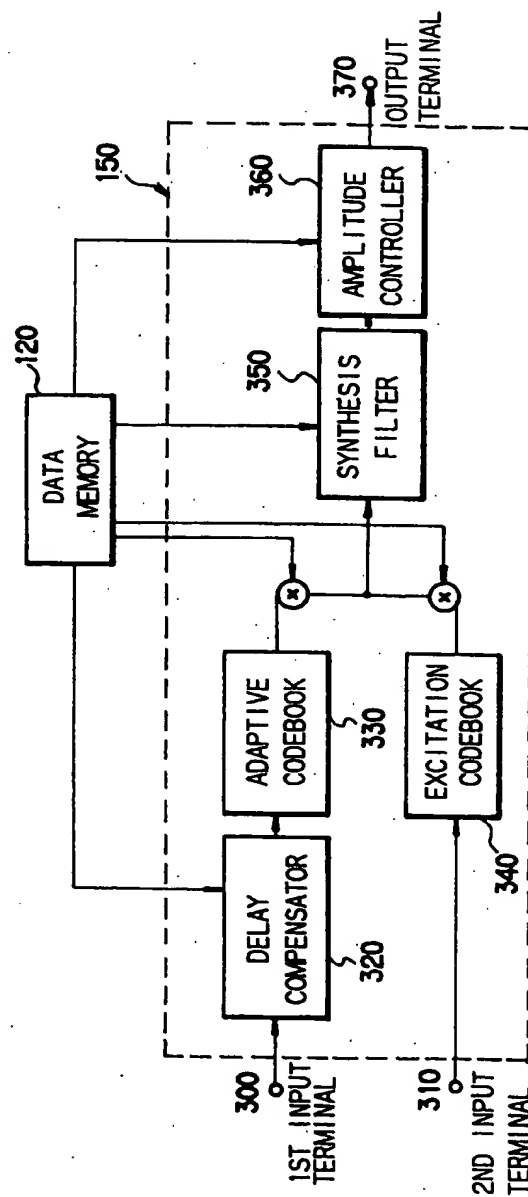 120
DATA
MEMORY
150
300
1ST INPUT
TERMINAL
DELAY
COMPENSATOR
320
ADAPTIVE
CODEBOOK
330
x
SYNTHESIS
FILTER
350
AMPLITUDE
CONTROLLER
360
370
OUTPUT
TERMINAL
310
2ND INPUT
TERMINAL
EXCITATION
CODEBOOK
340
x